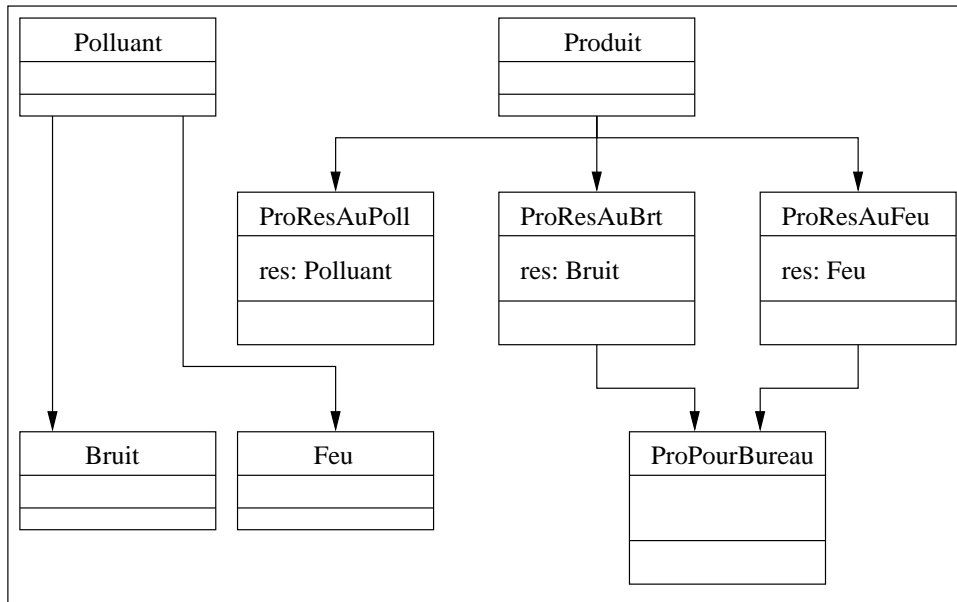 Polluant
Produit
ProResAuPoll
res: Polluant
ProResAuBrt
res: Bruit
ProResAuFeu
res: Feu
Bruit
Feu
ProPourBureau